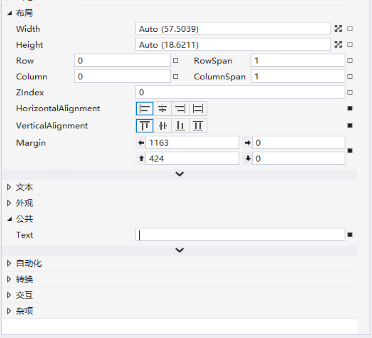 布局
Width Auto (57.5039)
Height Auto (18.6211)
Row 0 RowSpan 1
Column 0 ColumnSpan 1
ZIndex 0
HorizontalAlignment
VerticalAlignment
Margin 1163 0
424 0
文本
外观
公共
Text
自动化
转换
交互
杂项